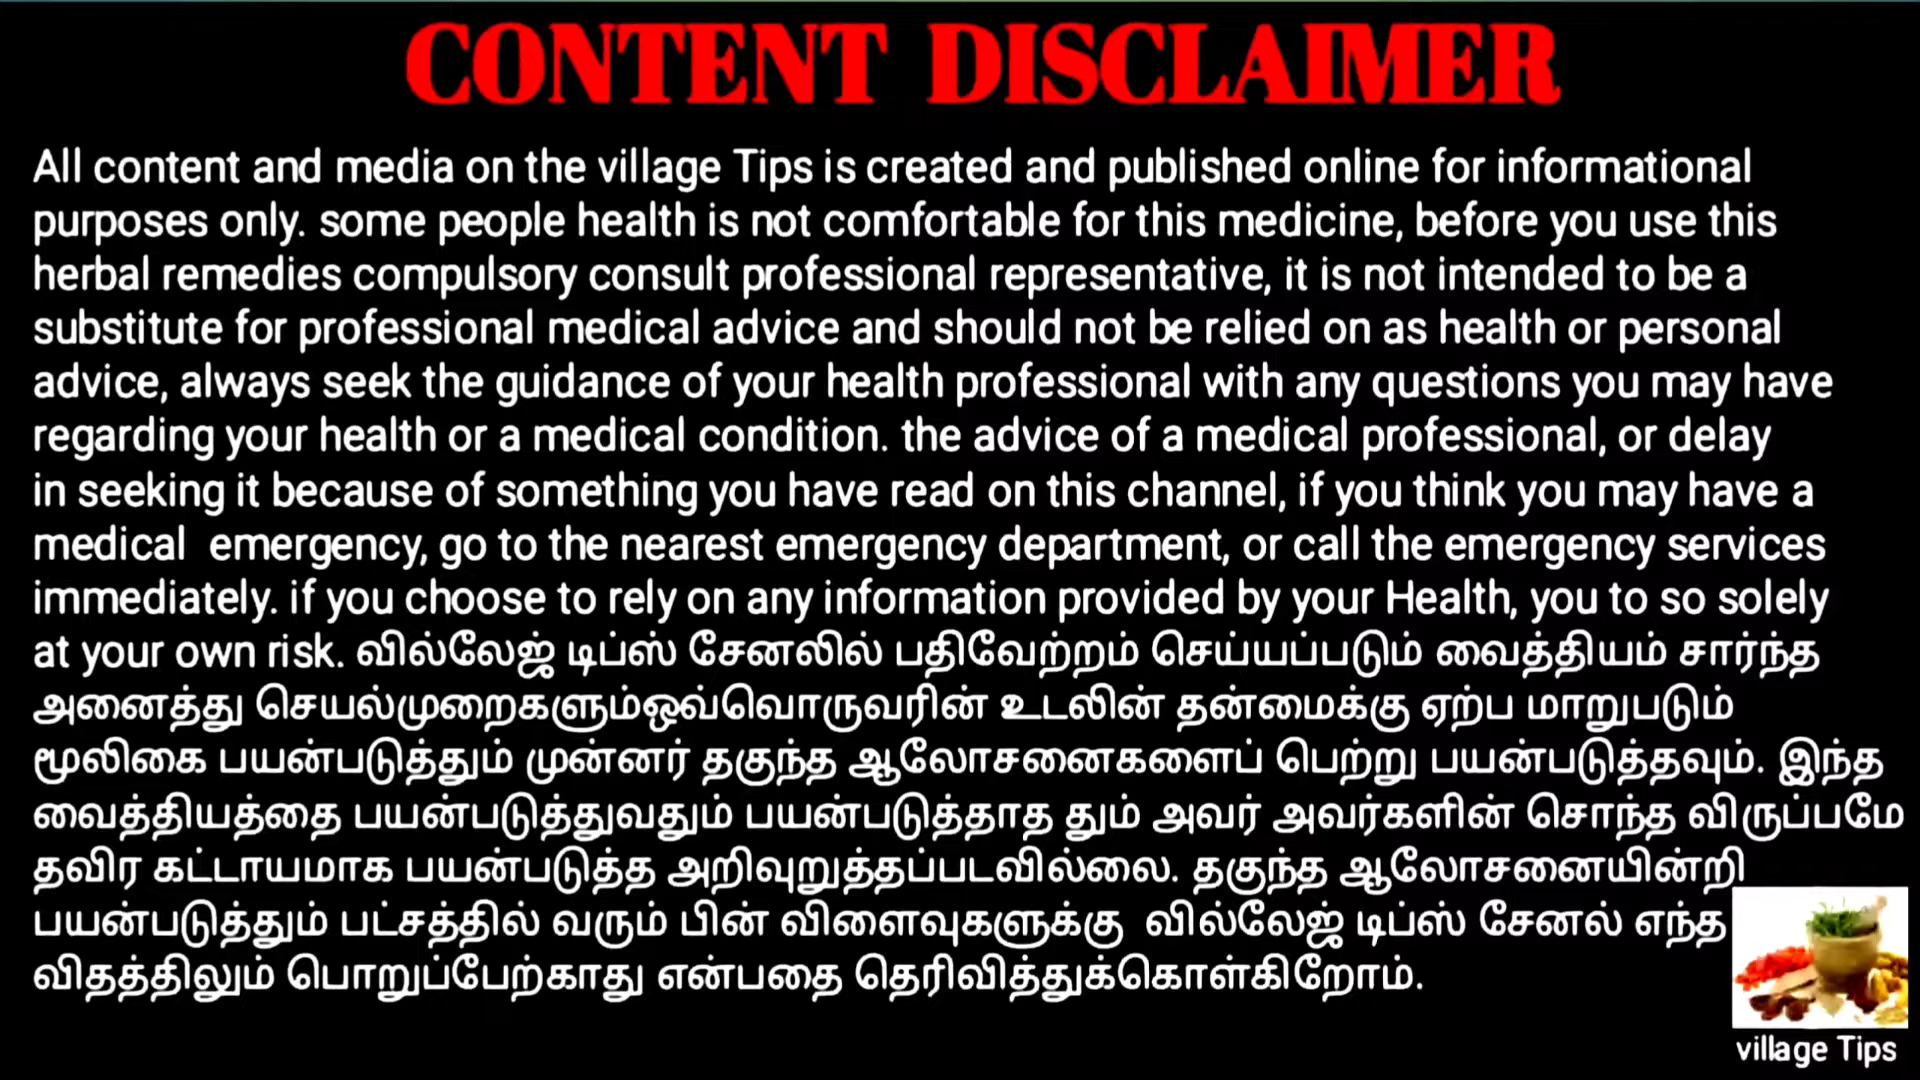 CONTENT DISCLAIMER
All content and media on the village Tips is created and published online for informational
purposes only. some people health is not comfortable for this medicine, before you use this
herbal remedies compulsory consult professional representative, it is not intended to be a
substitute for professional medical advice and should not be relied on as health or personal
advice, always seek the guidance of your health professional with any questions you may have
regarding your health or a medical condition. the advice of a medical professional, or delay
in seeking it because of something you have read on this channel, if you think you may have a
medical  emergency, go to the nearest emergency department, or call the emergency services
immediately. if you choose to rely on any information provided by your Health, you to so solely
at your own risk. வில்லேஜ் டிப்ஸ் சேனலில் பதிவேற்றம் செய்யப்படும் வைத்தியம் சார்ந்த
அனைத்து செயல்முறைகளும்ஒவ்வொருவரின் உடலின் தன்மைக்கு ஏற்ப மாறுபடும்
மூலிகை பயன்படுத்தும் முன்னர் தகுந்த ஆலோசனைகளைப் பெற்று பயன்படுத்தவும். இந்த
வைத்தியத்தை பயன்படுத்துவதும் பயன்படுத்தாத தும் அவர் அவர்களின் சொந்த விருப்பமே
தவிர கட்டாயமாக பயன்படுத்த அறிவுறுத்தப்படவில்லை. தகுந்த ஆலோசனையின்றி
பயன்படுத்தும் பட்சத்தில் வரும் பின் விளைவுகளுக்கு  வில்லேஜ் டிப்ஸ் சேனல் எந்த
விதத்திலும் பொறுப்பேற்காது என்பதை தெரிவித்துக்கொள்கிறோம்.
village Tips